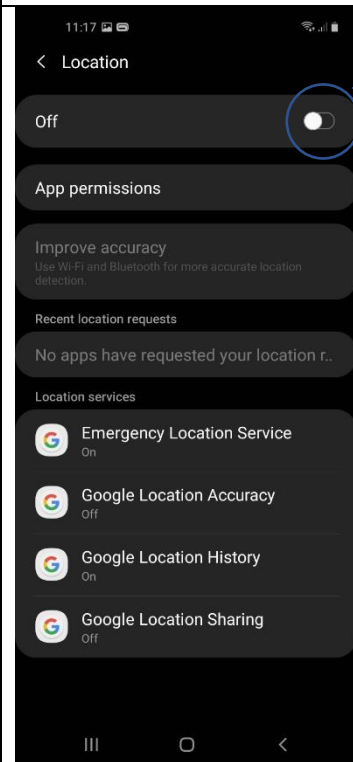 11:17
Location
Off
App permissions
Improve accuracy
Use Wi-Fi and Bluetooth for more accurate location
detection.
Recent location requests
No apps have requested your location r..
Location services
G Emergency Location Service
On
G Google Location Accuracy
Off
G Google Location History
On
G Google Location Sharing
Off